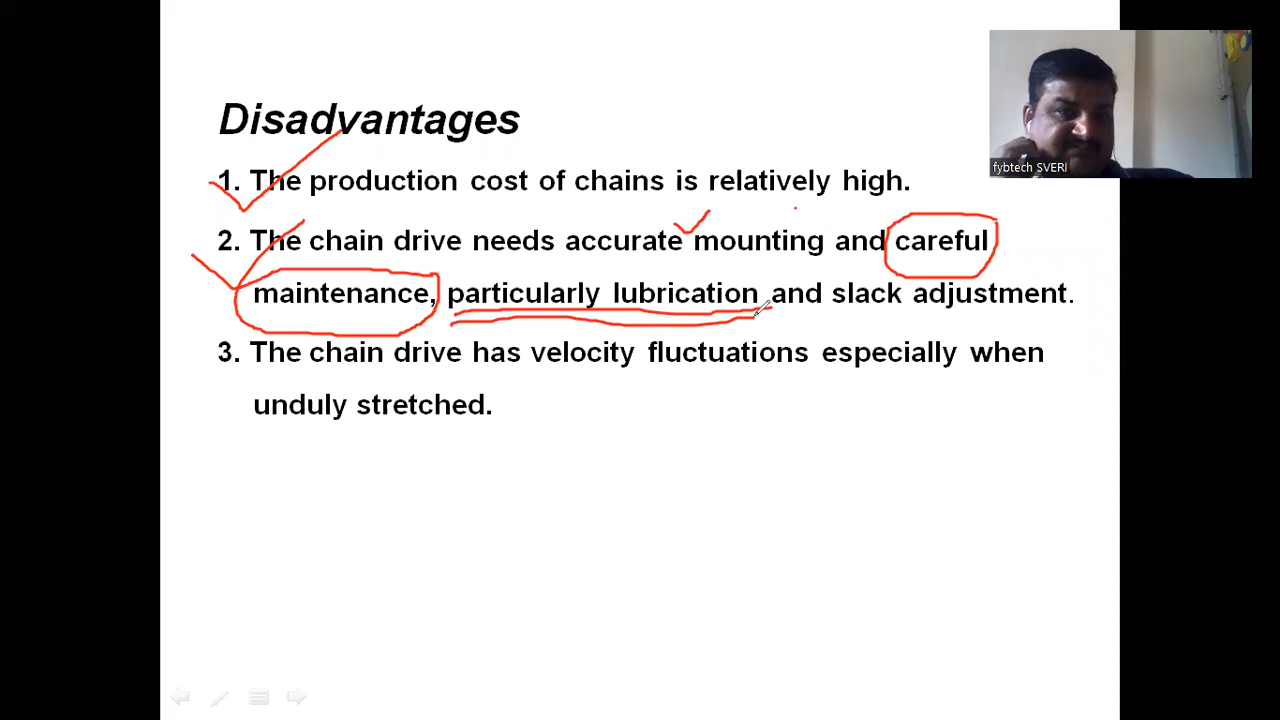 Disadvantages
1. The production cost of chains is relatively high.
2. The chain drive needs accurate mounting and careful
maintenance, particularly lubrication and slack adjustment.
3. The chain drive has velocity fluctuations especially when
unduly stretched.
fybtech SVERI